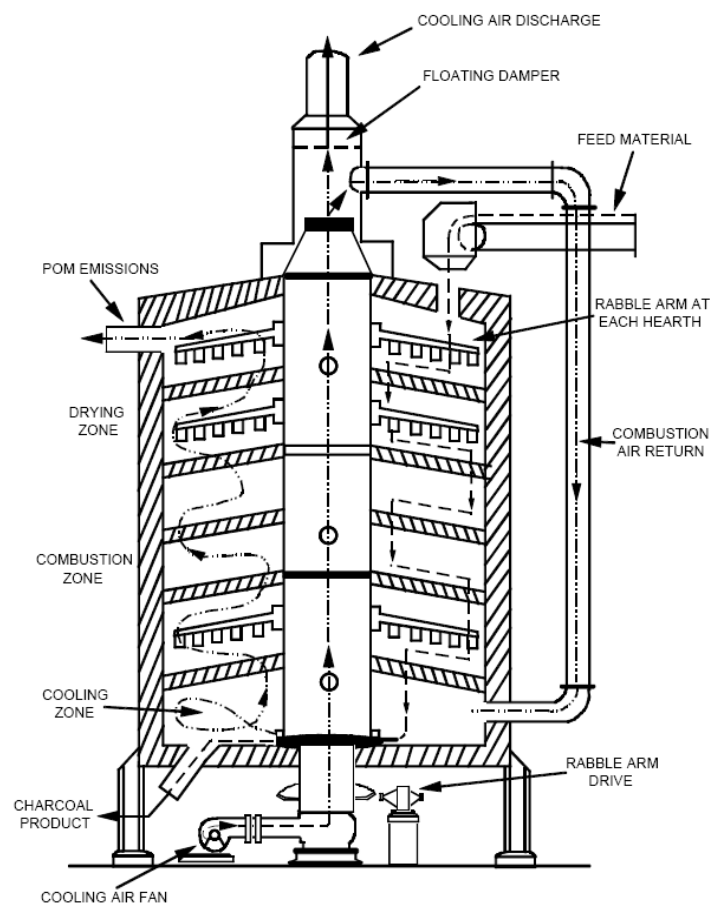 COOLING AIR DISCHARGE
FLOATING DAMPER
FEED MATERIAL
POM EMISSIONS
RABBLE ARM AT
EACH HEARTH
DRYING
ZONE
COMBUSTION
AIR RETURN
COMBUSTION
ZONE
COOLING
ZONE
RABBLE ARM
DRIVE
CHARCOAL
PRODUCT
COOLING AIR FAN